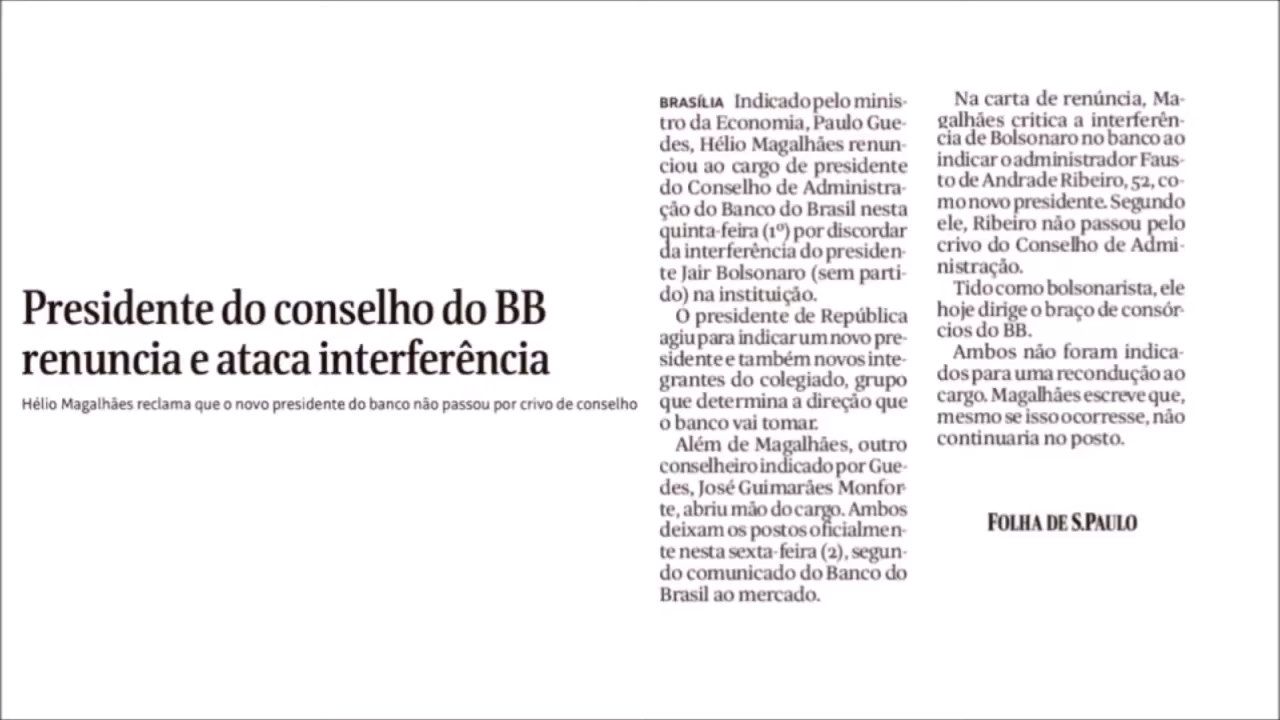 Presidente do conselho do BB
renuncia e ataca interferência
Hélio Magalhães reclama que o novo presidente do banco não passou por crivo de conselho
BRASÍLIA Indicado pelo minis-
tro da Economia, Paulo Gue-
des, Hélio Magalhães renun-
ciou ao cargo de presidente
do Conselho de Administra-
ção do Banco do Brasil nesta
quinta-feira (1º) por discordar
da interferência do presiden-
te Jair Bolsonaro (sem parti-
do) na instituição.
O presidente de República
agiu para indicar um novo pre-
sidente e também novos inte-
grantes do colegiado, grupo
que determina a direção que
o banco vai tomar.
Além de Magalhães, outro
conselheiro indicado por Gue-
des, José Guimarães Monfor-
te, abriu mão do cargo. Ambos
deixam os postos oficialmen-
te nesta sexta-feira (2), segun-
do comunicado do Banco do
Brasil ao mercado.
Na carta de renúncia, Ma-
galhães critica a interferên-
cia de Bolsonaro no banco ao
indicar o administrador Faus-
to de Andrade Ribeiro, 52, co-
mo novo presidente. Segundo
ele, Ribeiro não passou pelo
crivo do Conselho de Admi-
nistração.
Tido como bolsonarista, ele
hoje dirige o braço de consór-
cios do BB.
Ambos não foram indica-
dos para uma recondução ao
cargo. Magalhães escreve que,
mesmo se isso ocorresse, não
continuaria no posto.
FOLHA DE S.PAULO